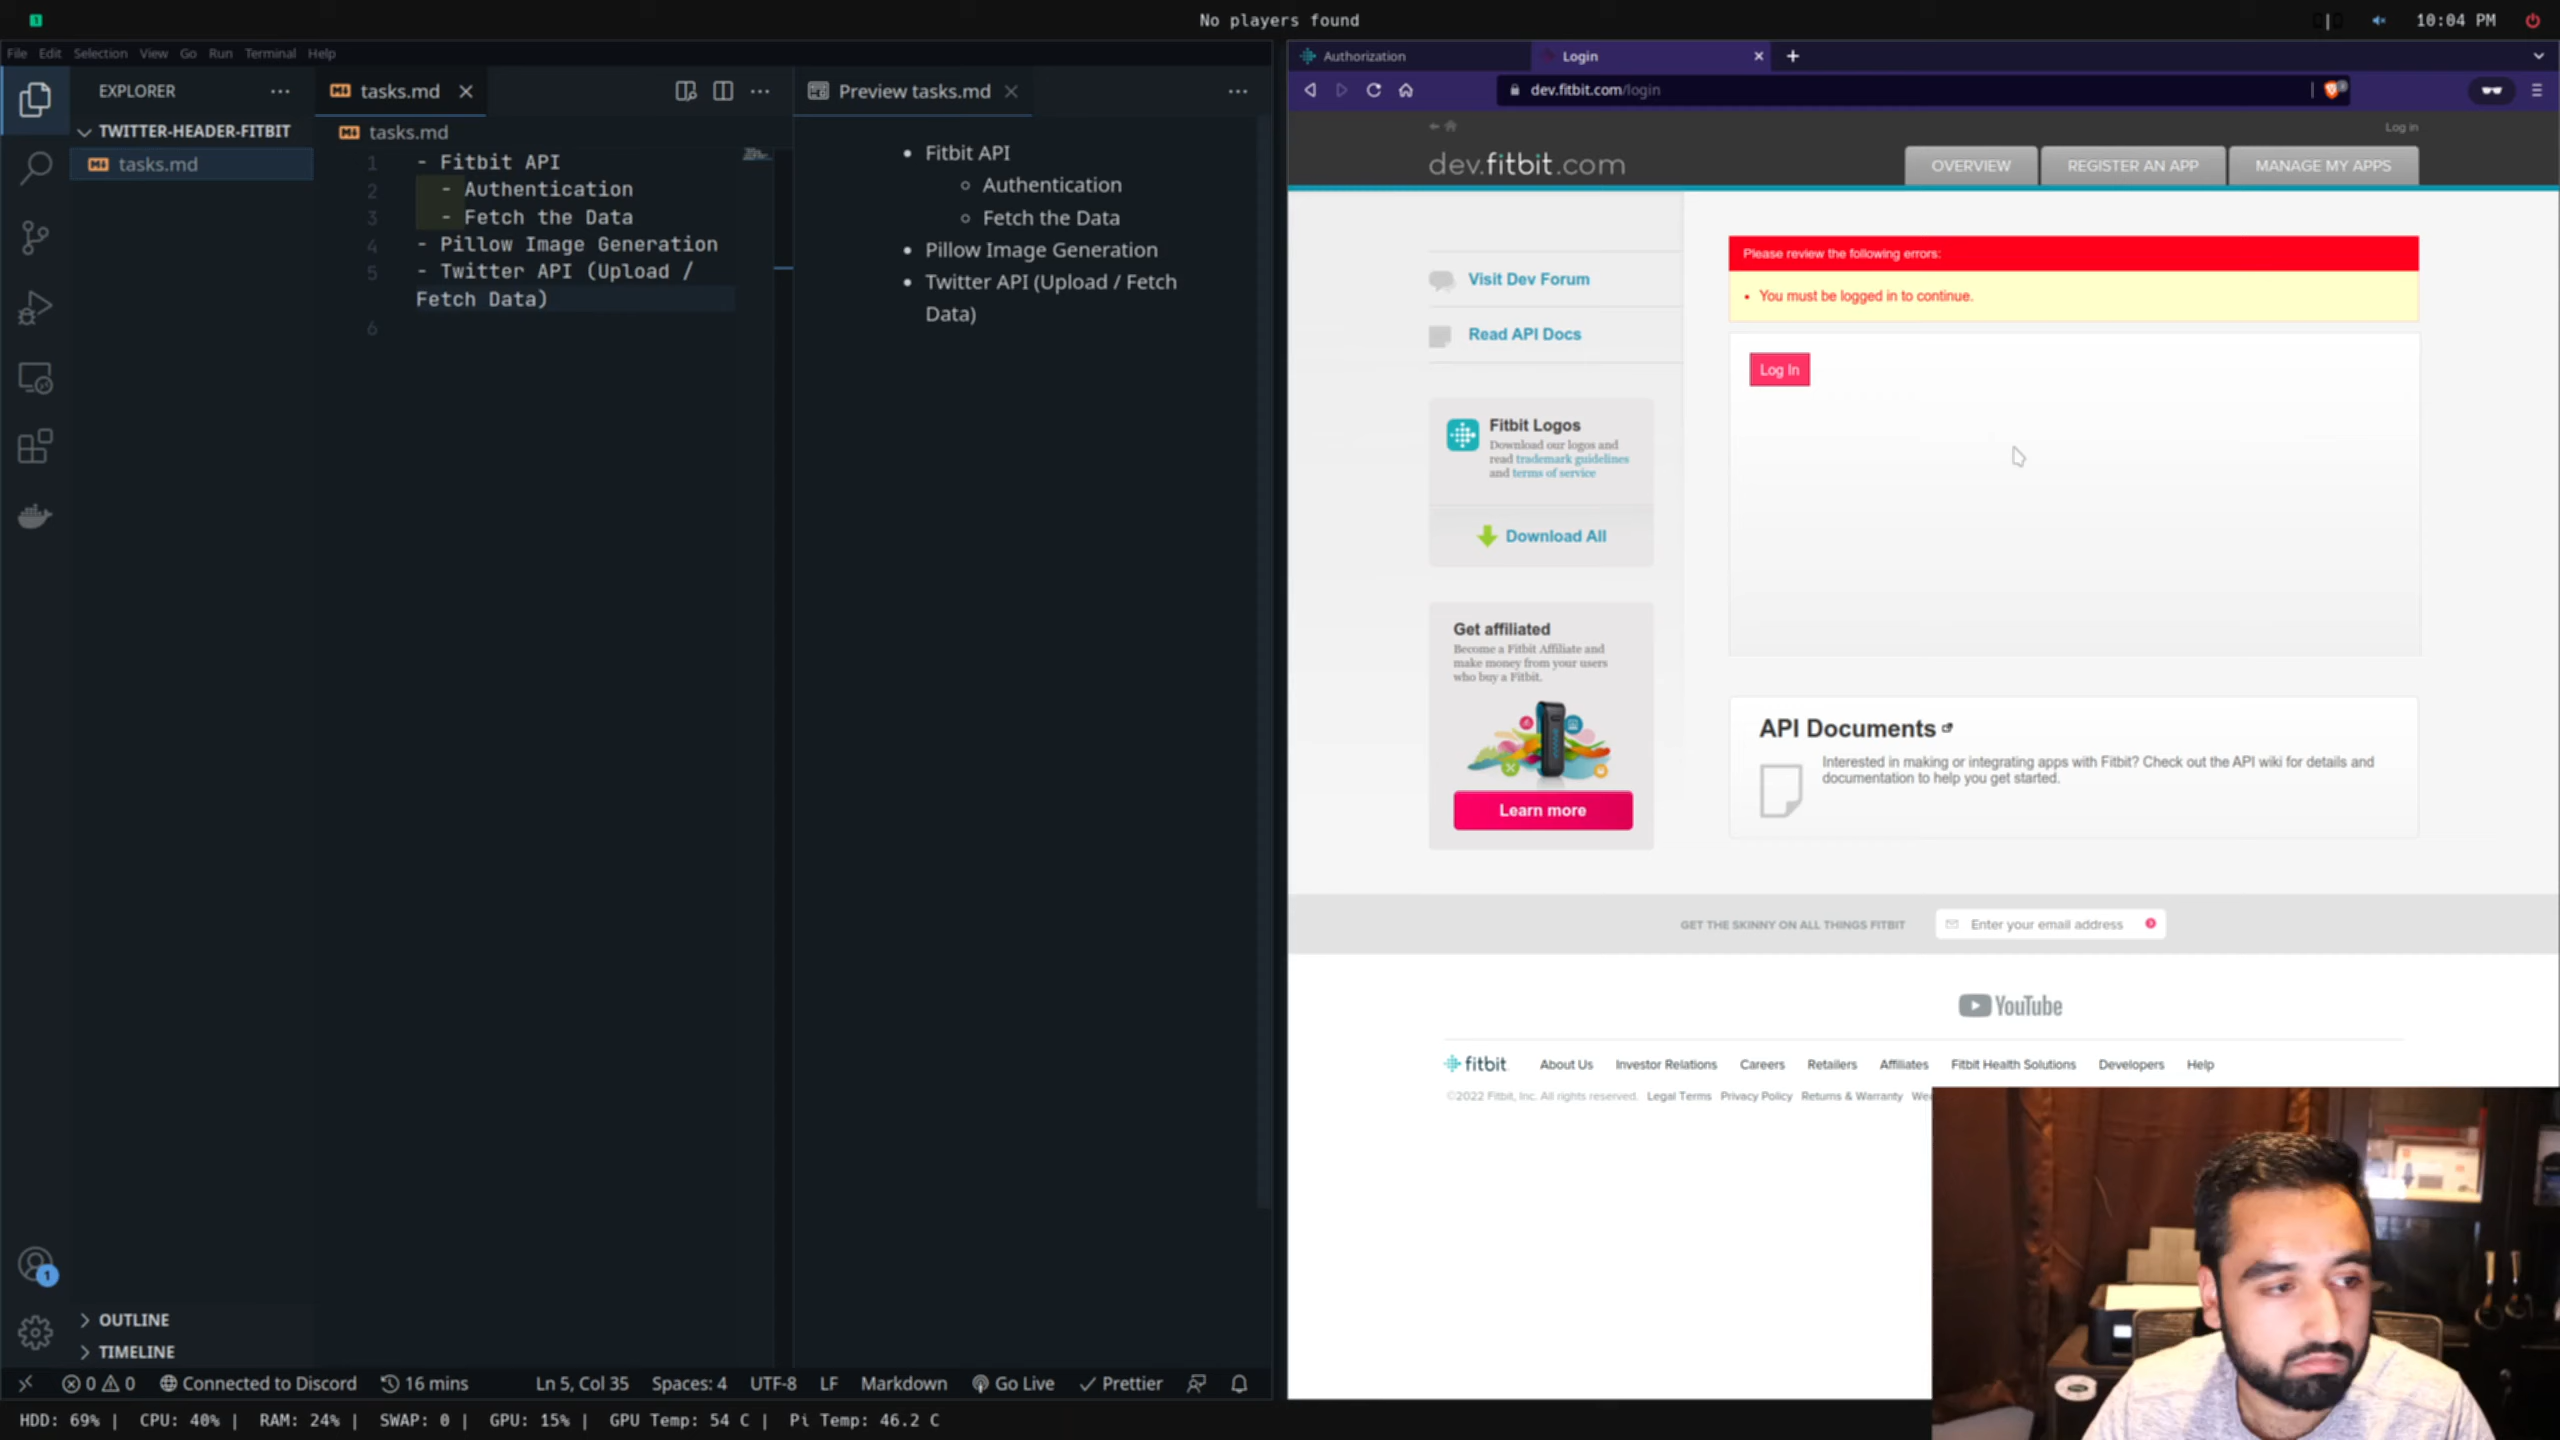 1
No players found
10:04 PM
File Edit Selection View Go Run Terminal Help
EXPLORER
TWITTER-HEADER-FITBIT
tasks.md
tasks.md
tasks.md
1 - Fitbit API
2 - Authentication
3 - Fetch the Data
4 - Pillow Image Generation
5 - Twitter API (Upload /
Fetch Data)
6
Preview tasks.md
• Fitbit API
◦ Authentication
◦ Fetch the Data
• Pillow Image Generation
• Twitter API (Upload / Fetch
Data)
1
OUTLINE
TIMELINE
0 0 Connected to Discord 16 mins Ln 5, Col 35 Spaces: 4 UTF-8 LF Markdown Go Live Prettier
HDD: 69% | CPU: 40% | RAM: 24% | SWAP: 0 | GPU: 15% | GPU Temp: 54 C | Pi Temp: 46.2 C
Authorization Login
dev.fitbit.com/login
Log in
dev.fitbit.com
OVERVIEW REGISTER AN APP MANAGE MY APPS
Visit Dev Forum
Read API Docs
Fitbit Logos
Download our logos and
read trademark guidelines
and terms of service
Download All
Get affiliated
Become a Fitbit Affiliate and
make money from your users
who buy a Fitbit.
Learn more
Please review the following errors:
• You must be logged in to continue.
Log In
API Documents
Interested in making or integrating apps with Fitbit? Check out the API wiki for details and
documentation to help you get started.
GET THE SKINNY ON ALL THINGS FITBIT Enter your email address
YouTube
fitbit About Us Investor Relations Careers Retailers Affiliates Fitbit Health Solutions Developers Help
©2022 Fitbit, Inc. All rights reserved. Legal Terms Privacy Policy Returns & Warranty